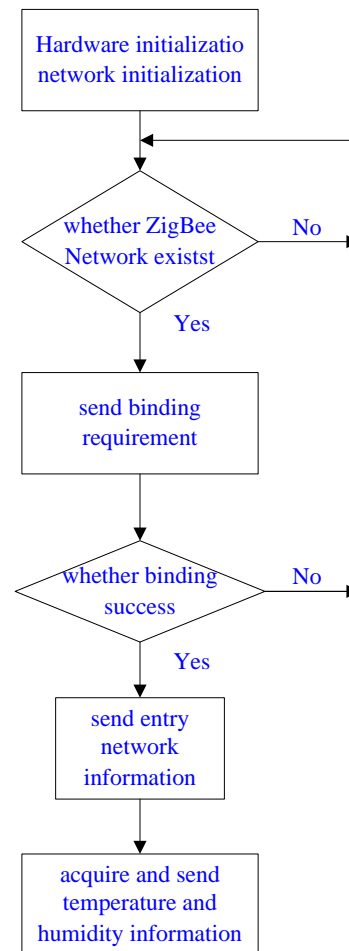 Hardware initializatio
network initialization
whether ZigBee
Network existst
No
Yes
send binding
requirement
whether binding
success
No
Yes
send entry
network
information
acquire and send
temperature and
humidity information